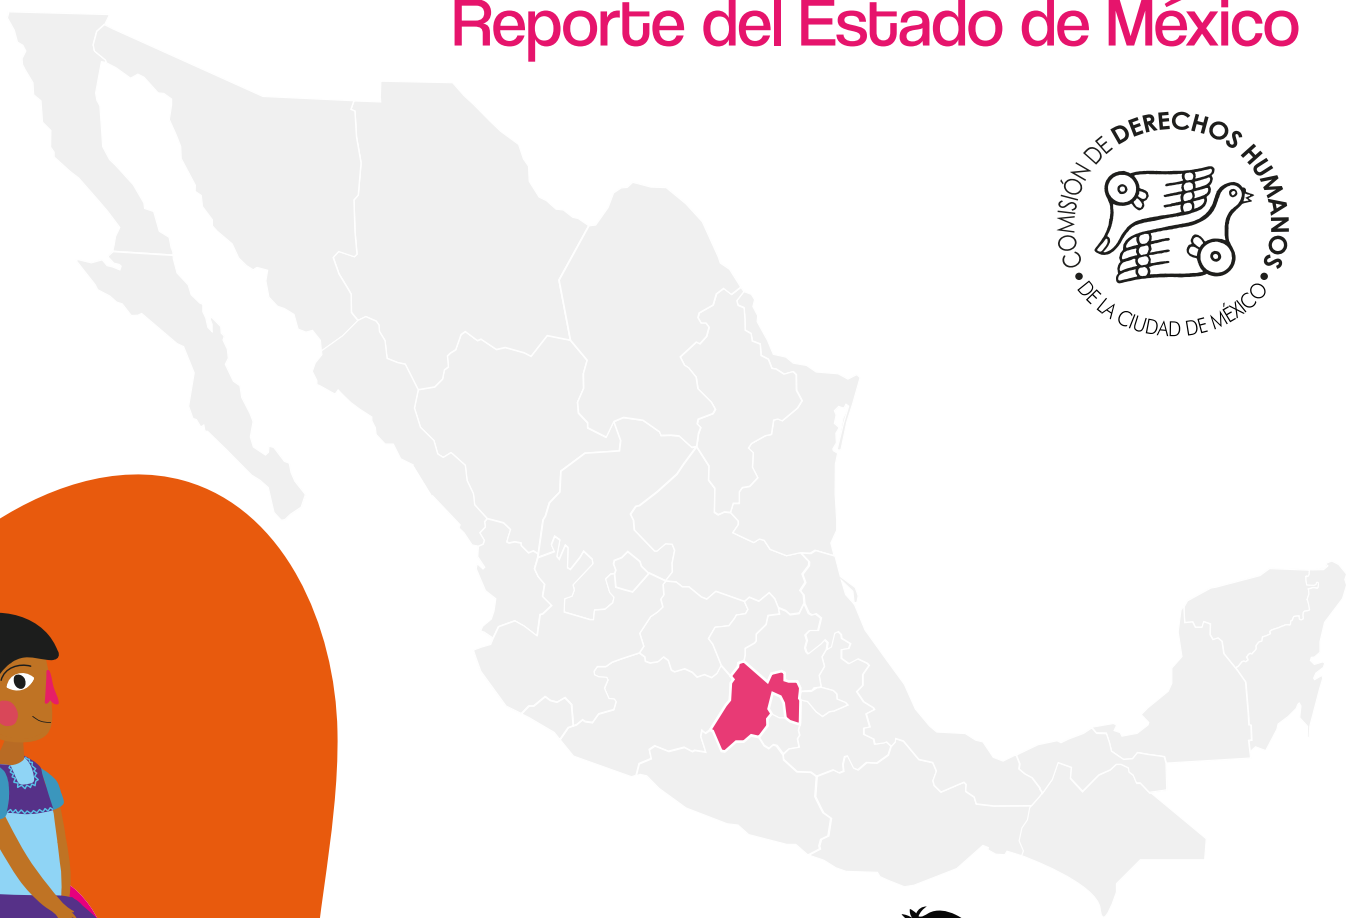 Reporte del Estado de México
• COMISIÓN DE DERECHOS HUMANOS •
DE LA CIUDAD DE MÉXICO